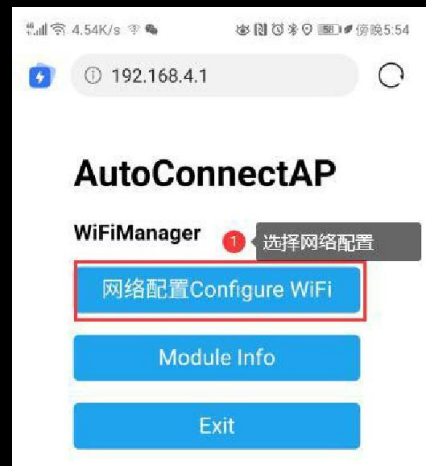 4.54K/s 傍晚5:54
192.168.4.1
AutoConnectAP
WiFiManager
1 选择网络配置
网络配置Configure WiFi
Module Info
Exit